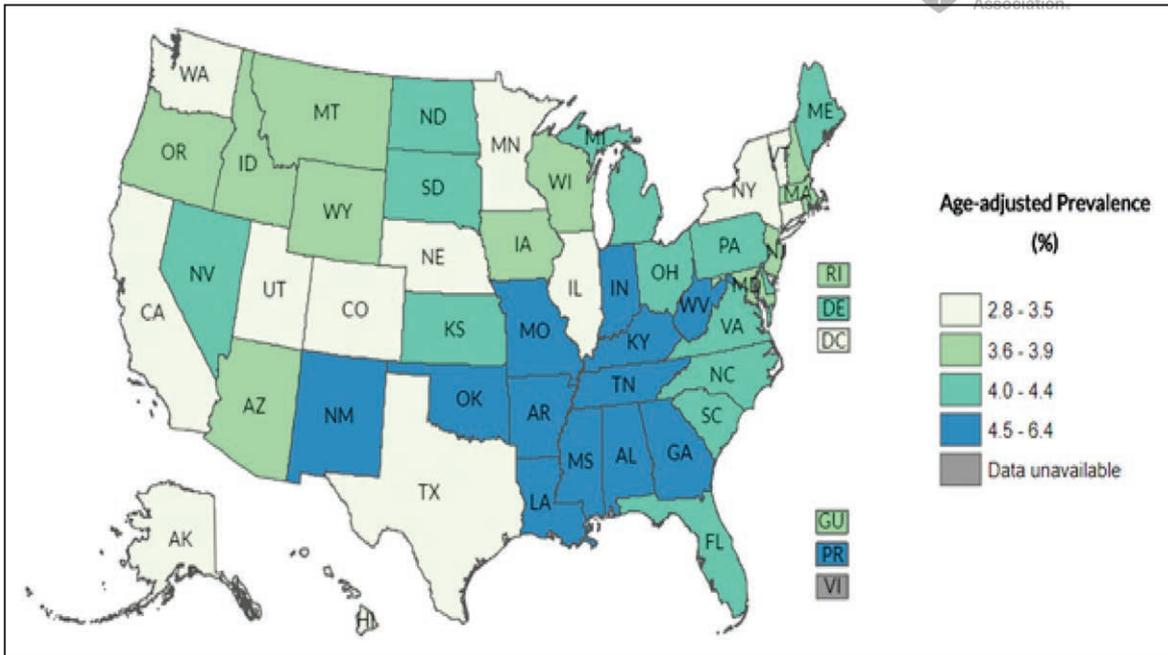 Association.
WA
MT
ND
MN
ME
OR
ID
SD
WI
MI
VT
NY
MA
WY
IA
NE
PA
NJ
NV
UT
CO
IL
IN
OH
MD
CA
KS
MO
WV
KY
VA
AZ
NM
OK
AR
TN
NC
SC
TX
LA
MS
AL
GA
FL
AK
HI
RI
DE
DC
GU
PR
VI
Age-adjusted Prevalence
(%)
2.8 - 3.5
3.6 - 3.9
4.0 - 4.4
4.5 - 6.4
Data unavailable